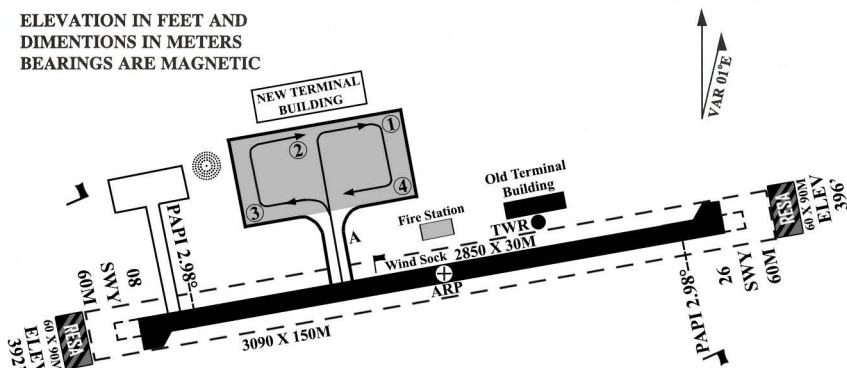 ELEVATION IN FEET AND
DIMENTIONS IN METERS
BEARINGS ARE MAGNETIC
VAR 01°E
NEW TERMINAL
BUILDING
1
2
3
4
A
Old Terminal
Building
Fire Station
TWR
Wind Sock
2850 X 30M
ARP
PAPI 2.98°
08
SWY
60M
RESA
60 X 90M
ELEV
392'
3090 X 150M
PAPI 2.98°
26
SWY
60M
RESA
60 X 90M
ELEV
396'